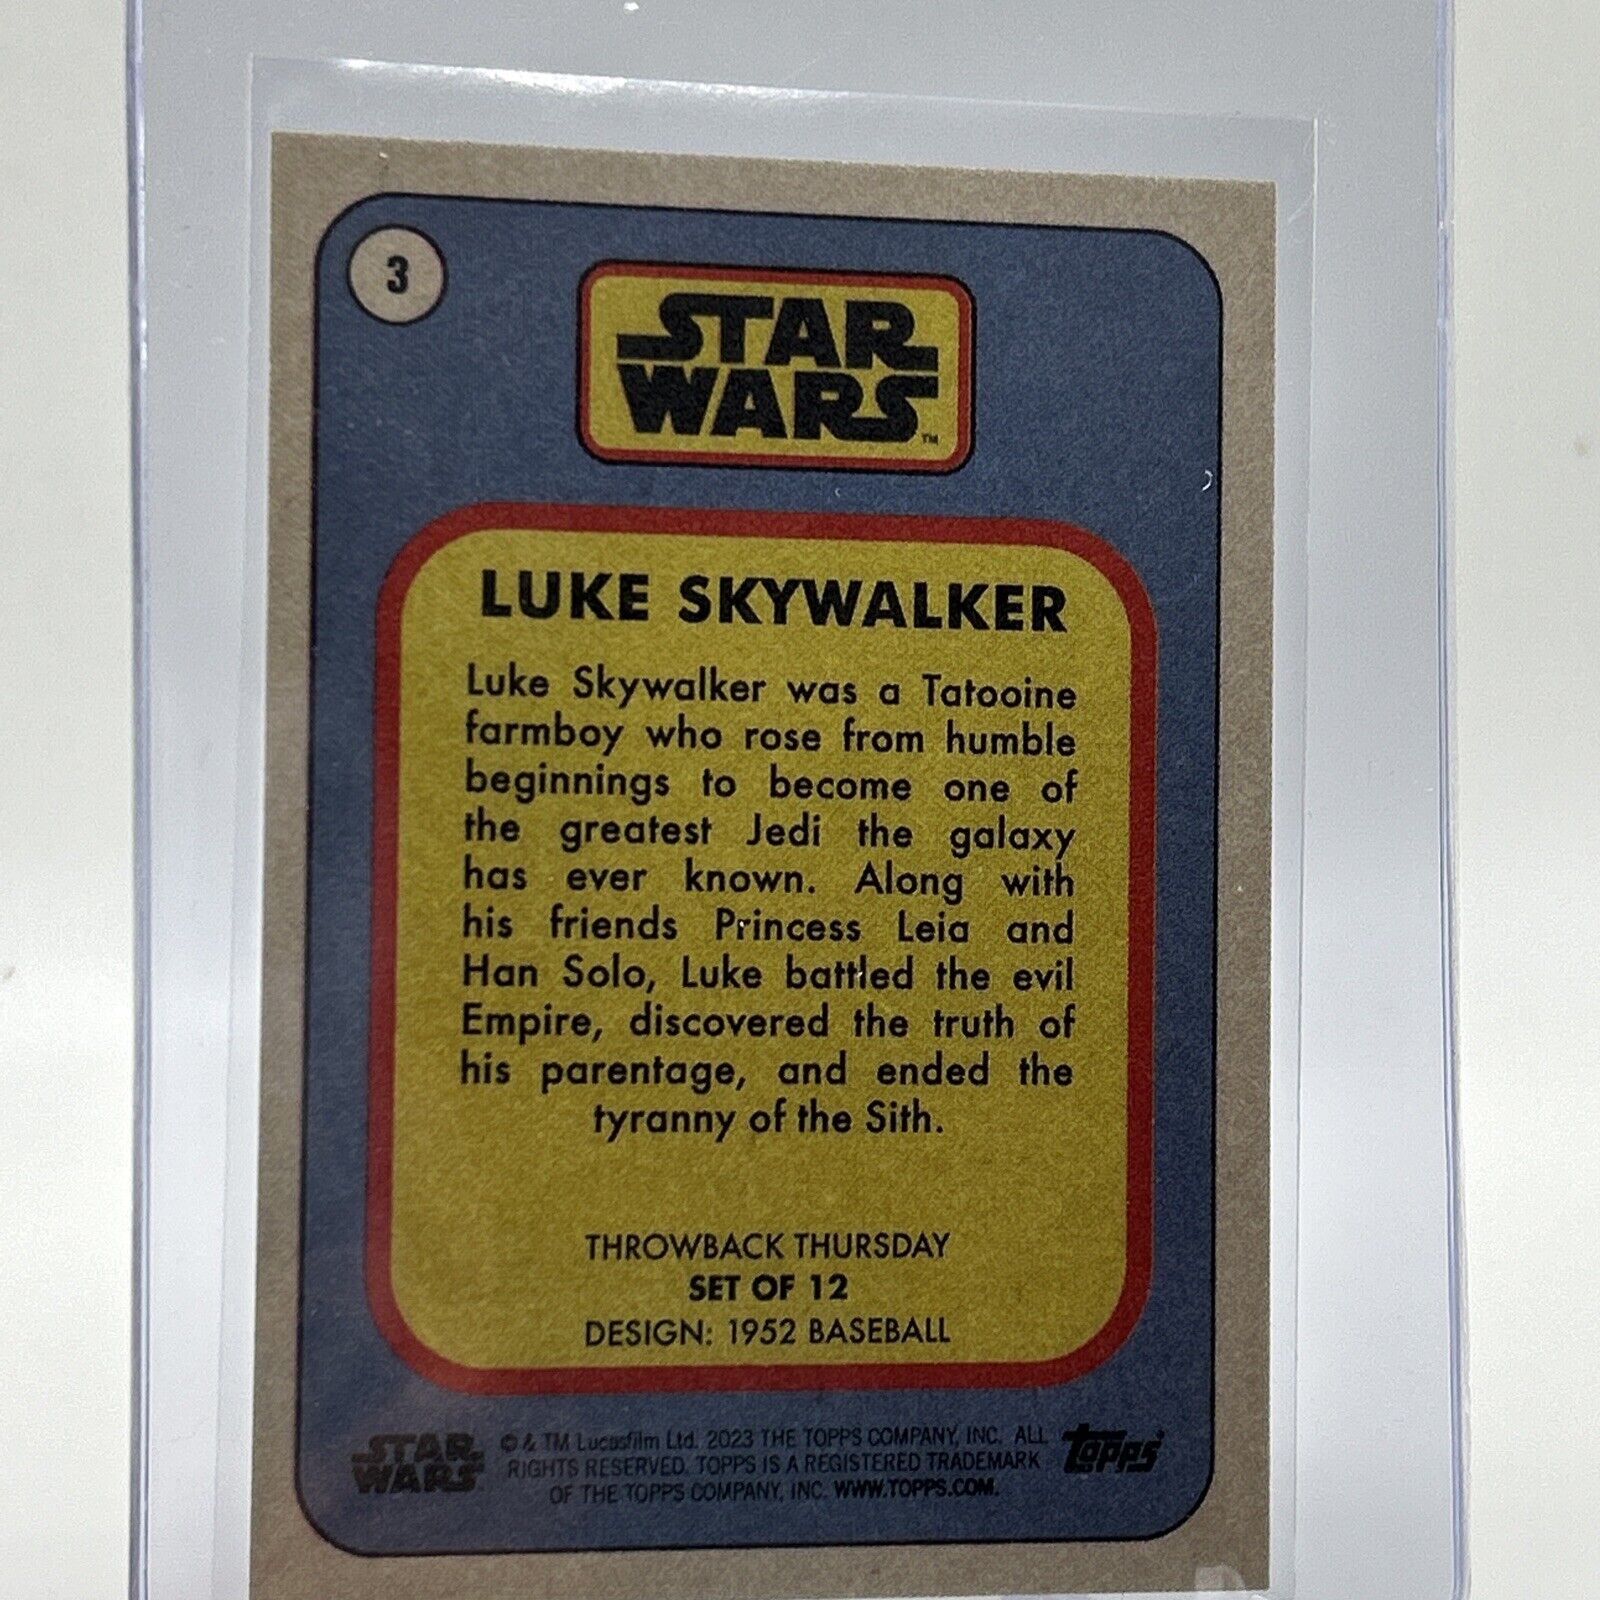 3
STAR
WARS
TM
LUKE SKYWALKER
Luke Skywalker was a Tatooine
farmboy who rose from humble
beginnings to become one of
the greatest Jedi the galaxy
has ever known. Along with
his friends Princess Leia and
Han Solo, Luke battled the evil
Empire, discovered the truth of
his parentage, and ended the
tyranny of the Sith.
THROWBACK THURSDAY
SET OF 12
DESIGN: 1952 BASEBALL
STAR
WARS
© & TM Lucasfilm Ltd. 2023 THE TOPPS COMPANY, INC. ALL
RIGHTS RESERVED. TOPPS IS A REGISTERED TRADEMARK
OF THE TOPPS COMPANY, INC. WWW.TOPPS.COM.
topps